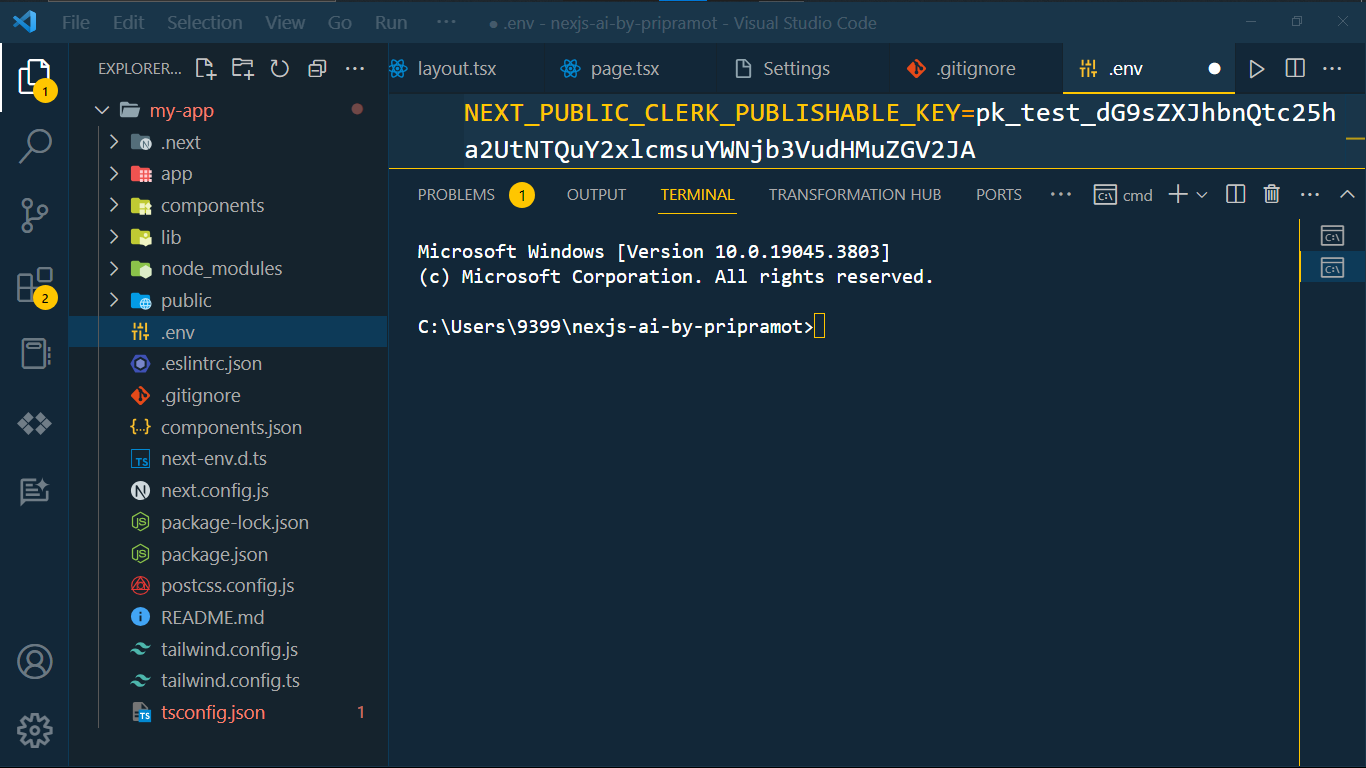 File Edit Selection View Go Run ··· ● .env - nexjs-ai-by-pripramot - Visual Studio Code
EXPLORER... ···
layout.tsx page.tsx Settings .gitignore .env ● ···
1
2
my-app
.next
app
components
lib
node_modules
public
.env
.eslintrc.json
.gitignore
components.json
next-env.d.ts
next.config.js
package-lock.json
package.json
postcss.config.js
README.md
tailwind.config.js
tailwind.config.ts
tsconfig.json 1
NEXT_PUBLIC_CLERK_PUBLISHABLE_KEY=pk_test_dG9sZXJhbnQtc25h
a2UtNTQuY2xlcmsuYWNjb3VudHMuZGV2JA
PROBLEMS 1 OUTPUT TERMINAL TRANSFORMATION HUB PORTS ··· cmd ···
Microsoft Windows [Version 10.0.19045.3803]
(c) Microsoft Corporation. All rights reserved.
C:\Users\9399\nexjs-ai-by-pripramot>